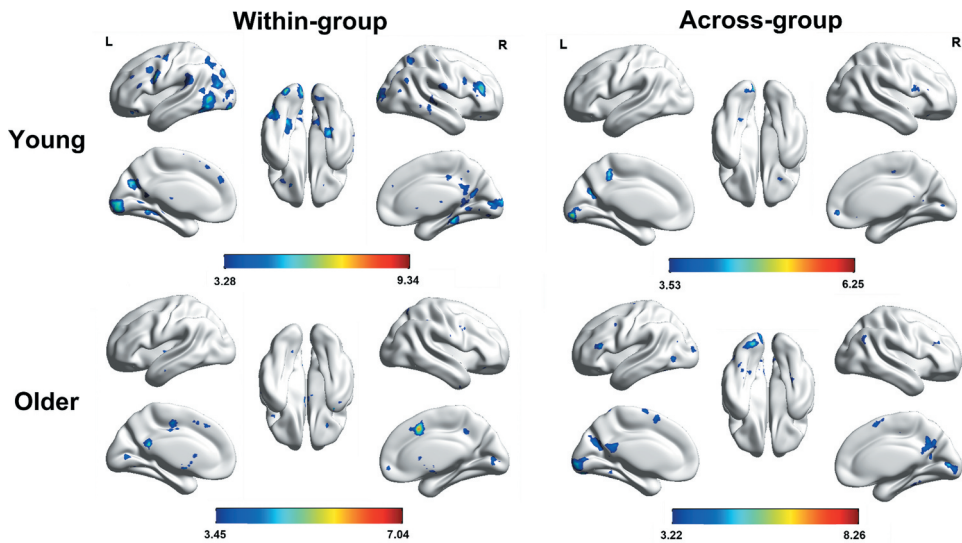 Within-group
Across-group
L
R
L
R
Young
3.28
9.34
3.53
6.25
Older
3.45
7.04
3.22
8.26